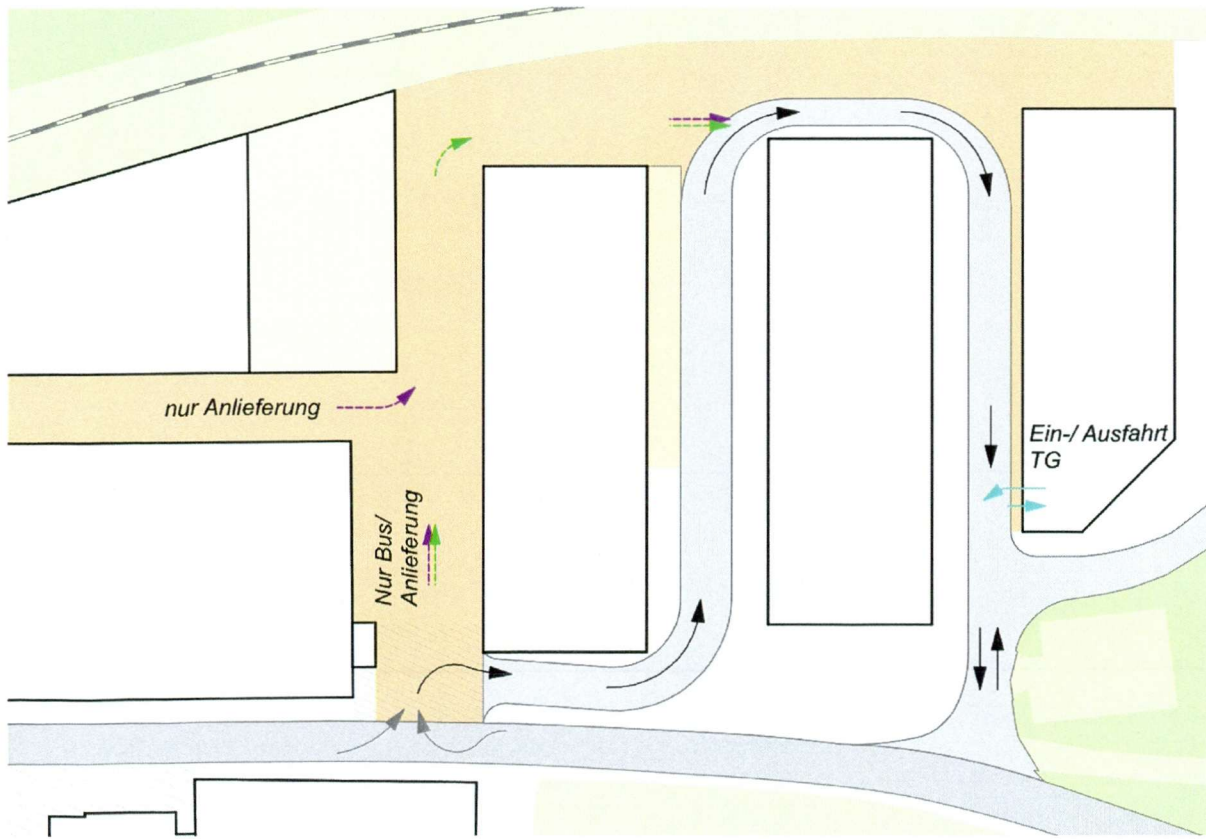 nur Anlieferung
Ein-/ Ausfahrt
TG
Nur Bus/
Anlieferung